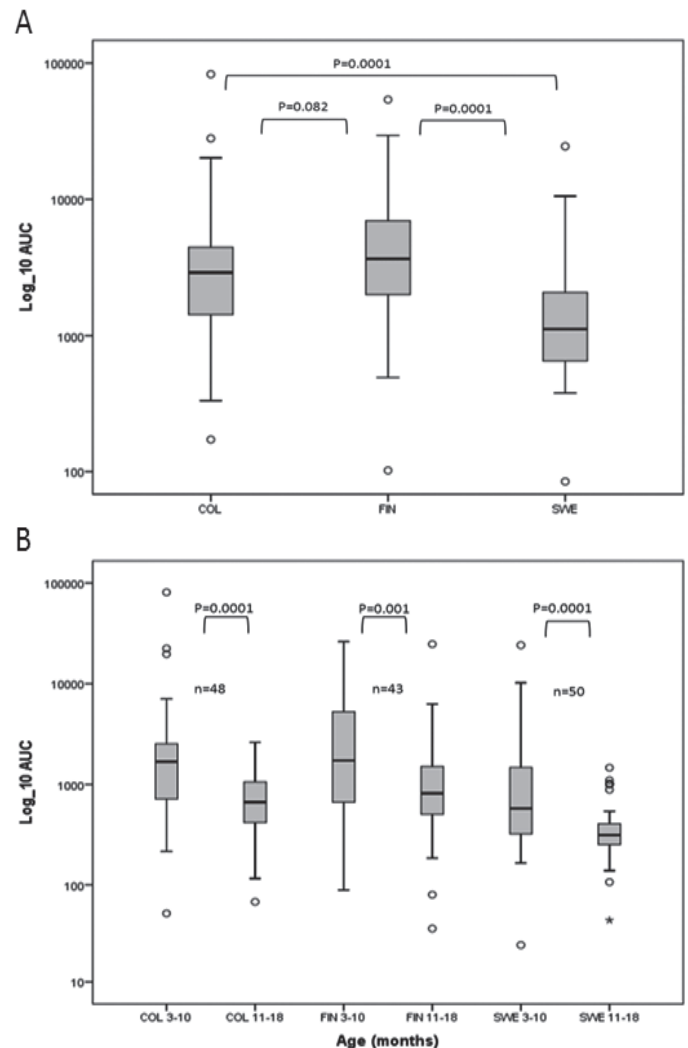 A
100000
P=0.0001
P=0.082
P=0.0001
10000
Log_10 AUC
1000
100
COL FIN SWE
B
100000
P=0.0001 P=0.001 P=0.0001
10000
n=48 n=43 n=50
Log_10 AUC
1000
100
10
COL 3-10 COL 11-18 FIN 3-10 FIN 11-18 SWE 3-10 SWE 11-18
Age (months)